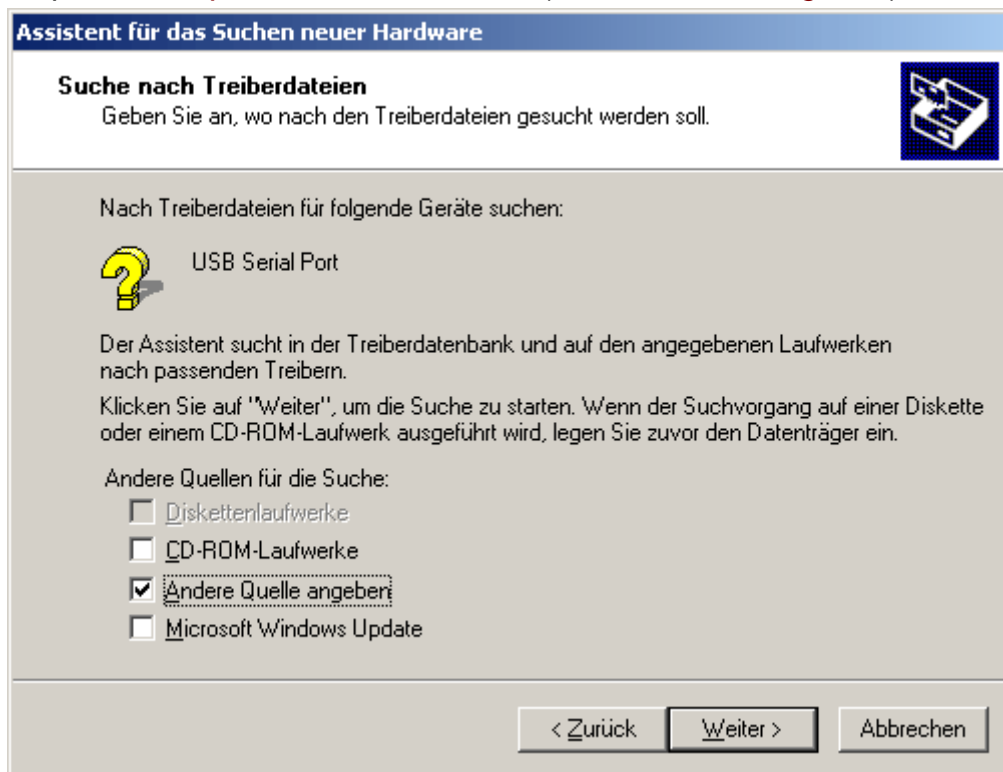 Assistent für das Suchen neuer Hardware
Suche nach Treiberdateien
Geben Sie an, wo nach den Treiberdateien gesucht werden soll.
Nach Treiberdateien für folgende Geräte suchen:
USB Serial Port
Der Assistent sucht in der Treiberdatenbank und auf den angegebenen Laufwerken
nach passenden Treibern.
Klicken Sie auf "Weiter", um die Suche zu starten. Wenn der Suchvorgang auf einer Diskette
oder einem CD-ROM-Laufwerk ausgeführt wird, legen Sie zuvor den Datenträger ein.
Andere Quellen für die Suche:
Diskettenlaufwerke
CD-ROM-Laufwerke
Andere Quelle angeben
Microsoft Windows Update
< Zurück Weiter > Abbrechen